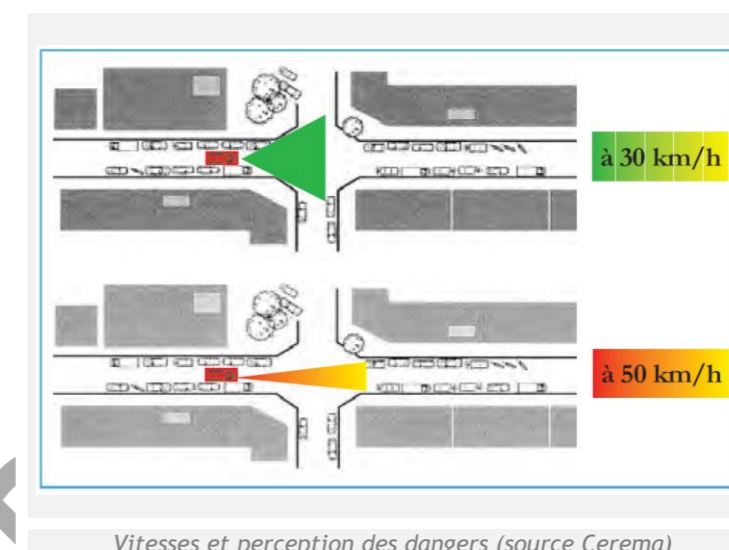 à 30 km/h
à 50 km/h
Vitesses et perception des dangers (source Cerema)